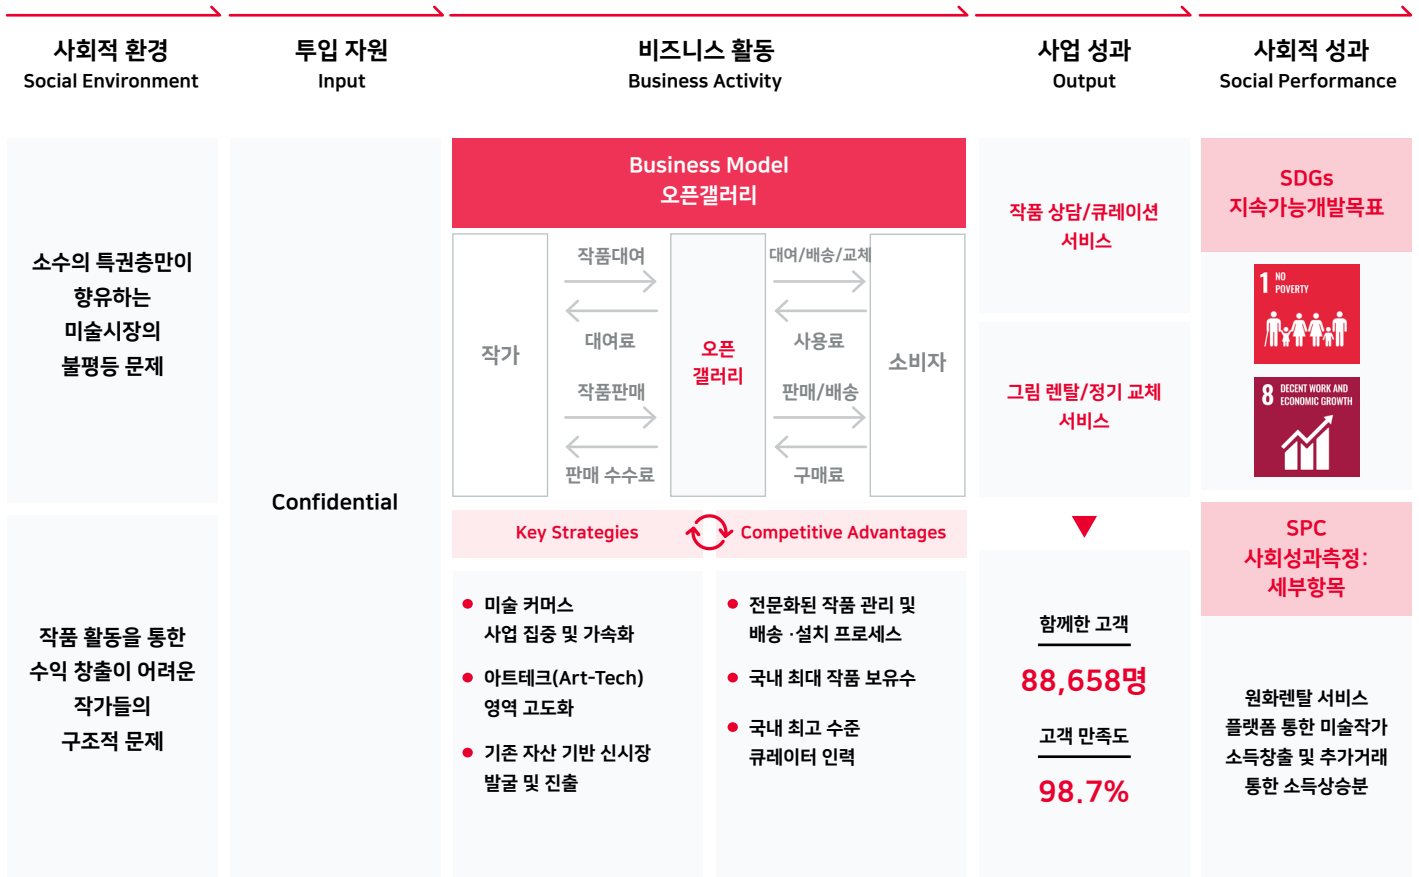 사회적 환경
Social Environment
투입 자원
Input
비즈니스 활동
Business Activity
사업 성과
Output
사회적 성과
Social Performance
소수의 특권층만이
향유하는
미술시장의
불평등 문제
작품 활동을 통한
수익 창출이 어려운
작가들의
구조적 문제
Confidential
Business Model
오픈갤러리
작가
작품대여
대여료
작품판매
판매 수수료
오픈
갤러리
대여/배송/교체
사용료
판매/배송
구매료
소비자
Key Strategies
Competitive Advantages
● 미술 커머스
사업 집중 및 가속화
● 아트테크(Art-Tech)
영역 고도화
● 기존 자산 기반 신시장
발굴 및 진출
● 전문화된 작품 관리 및
배송 ·설치 프로세스
● 국내 최대 작품 보유수
● 국내 최고 수준
큐레이터 인력
작품 상담/큐레이션
서비스
그림 렌탈/정기 교체
서비스
함께한 고객
88,658명
고객 만족도
98.7%
SDGs
지속가능개발목표
1 NO
POVERTY
8 DECENT WORK AND
ECONOMIC GROWTH
SPC
사회성과측정:
세부항목
원화렌탈 서비스
플랫폼 통한 미술작가
소득창출 및 추가거래
통한 소득상승분